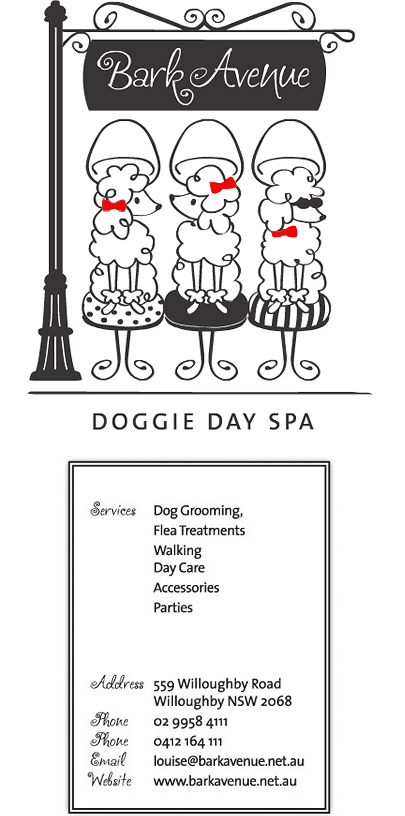 Bark Avenue
DOGGIE DAY SPA
Services Dog Grooming,
Flea Treatments
Walking
Day Care
Accessories
Parties
Address 559 Willoughby Road
Willoughby NSW 2068
Phone 02 9958 4111
Phone 0412 164 111
Email louise@barkavenue.net.au
Website www.barkavenue.net.au